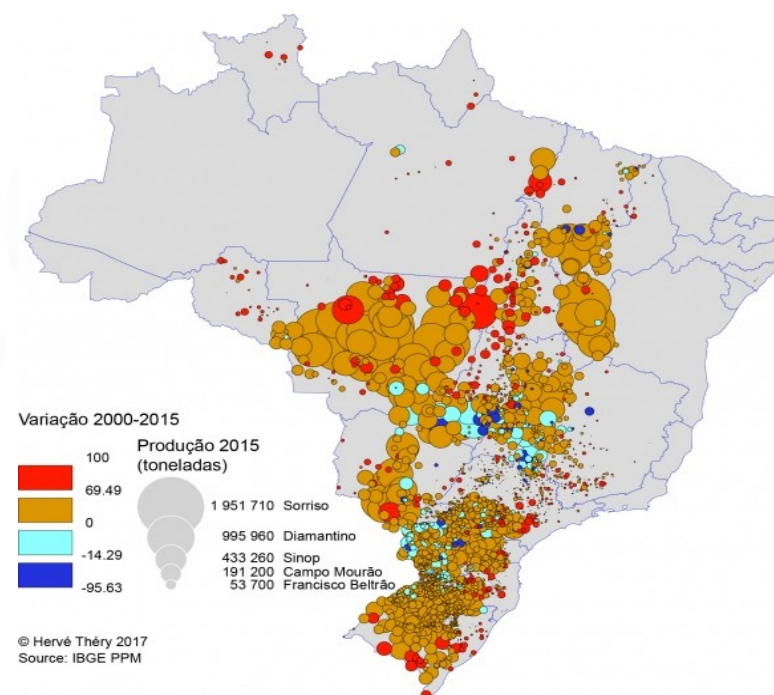 Variação 2000-2015
100
69.49
0
-14.29
-95.63
Produção 2015
(toneladas)
1 951 710 Sorriso
995 960 Diamantino
433 260 Sinop
191 200 Campo Mourão
53 700 Francisco Beltrão
© Hervé Théry 2017
Source: IBGE PPM